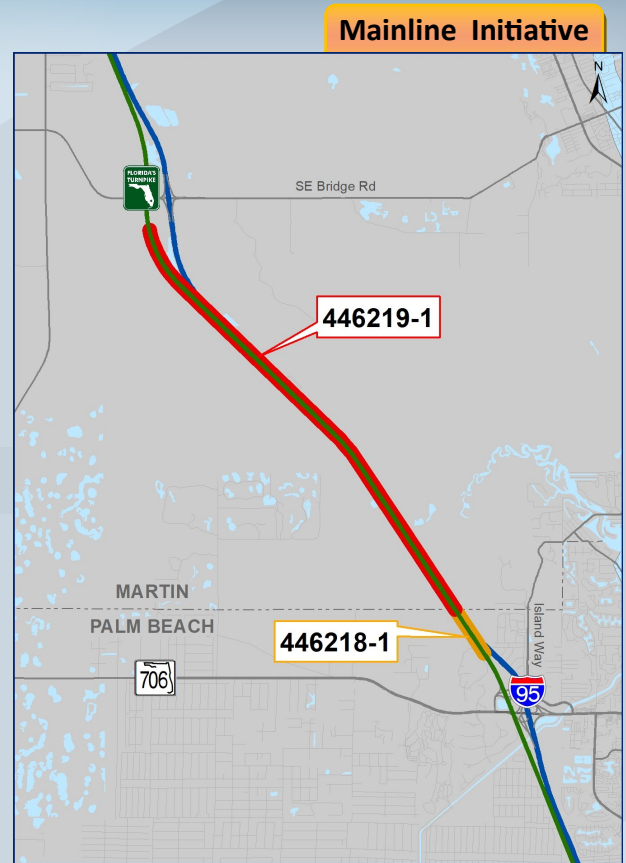 Mainline Initiative
N
FLORIDA'S
TURNPIKE
SE Bridge Rd
446219-1
MARTIN
PALM BEACH
446218-1
Island Way
706
95